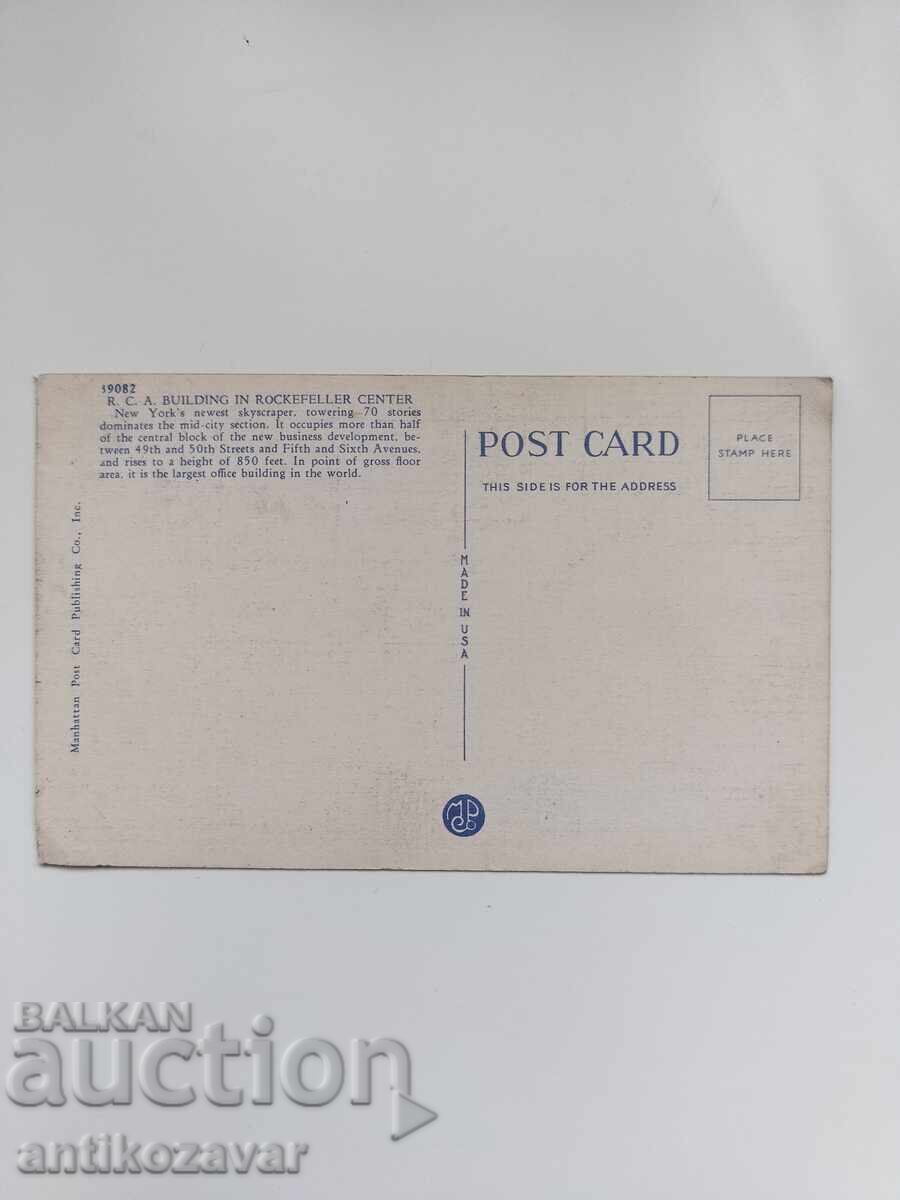 39082
R. C. A. BUILDING IN ROCKEFELLER CENTER
New York's newest skyscraper, towering 70 stories
dominates the mid-city section. It occupies more than half
of the central block of the new business development, be-
tween 49th and 50th Streets and Fifth and Sixth Avenues,
and rises to a height of 850 feet. In point of gross floor
area, it is the largest office building in the world.
Manhattan Post Card Publishing Co., Inc.
MADE IN USA
POST CARD
THIS SIDE IS FOR THE ADDRESS
PLACE
STAMP HERE
MPCo
BALKAN
auction
antikozavar